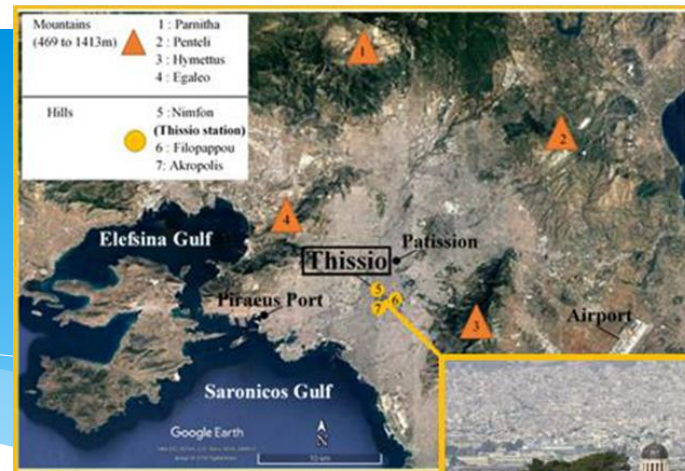 Mountains
(469 to 1413m)
1 : Parnitha
2 : Penteli
3 : Hymettus
4 : Egaleo
Hills
5 : Nimfon
(Thissio station)
6 : Filopappou
7: Akropolis
1
2
4
Elefsina Gulf
Patission
Thissio
5
6
7
Piraeus Port
3
Airport
Saronicos Gulf
Google Earth
N
10 km